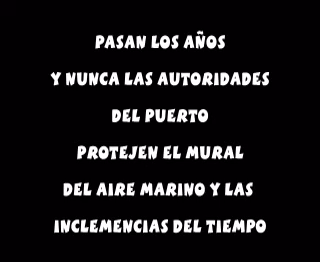 PASAN LOS AÑOS
Y NUNCA LAS AUTORIDADES
DEL PUERTO
PROTEJEN EL MURAL
DEL AIRE MARINO Y LAS
INCLEMENCIAS DEL TIEMPO